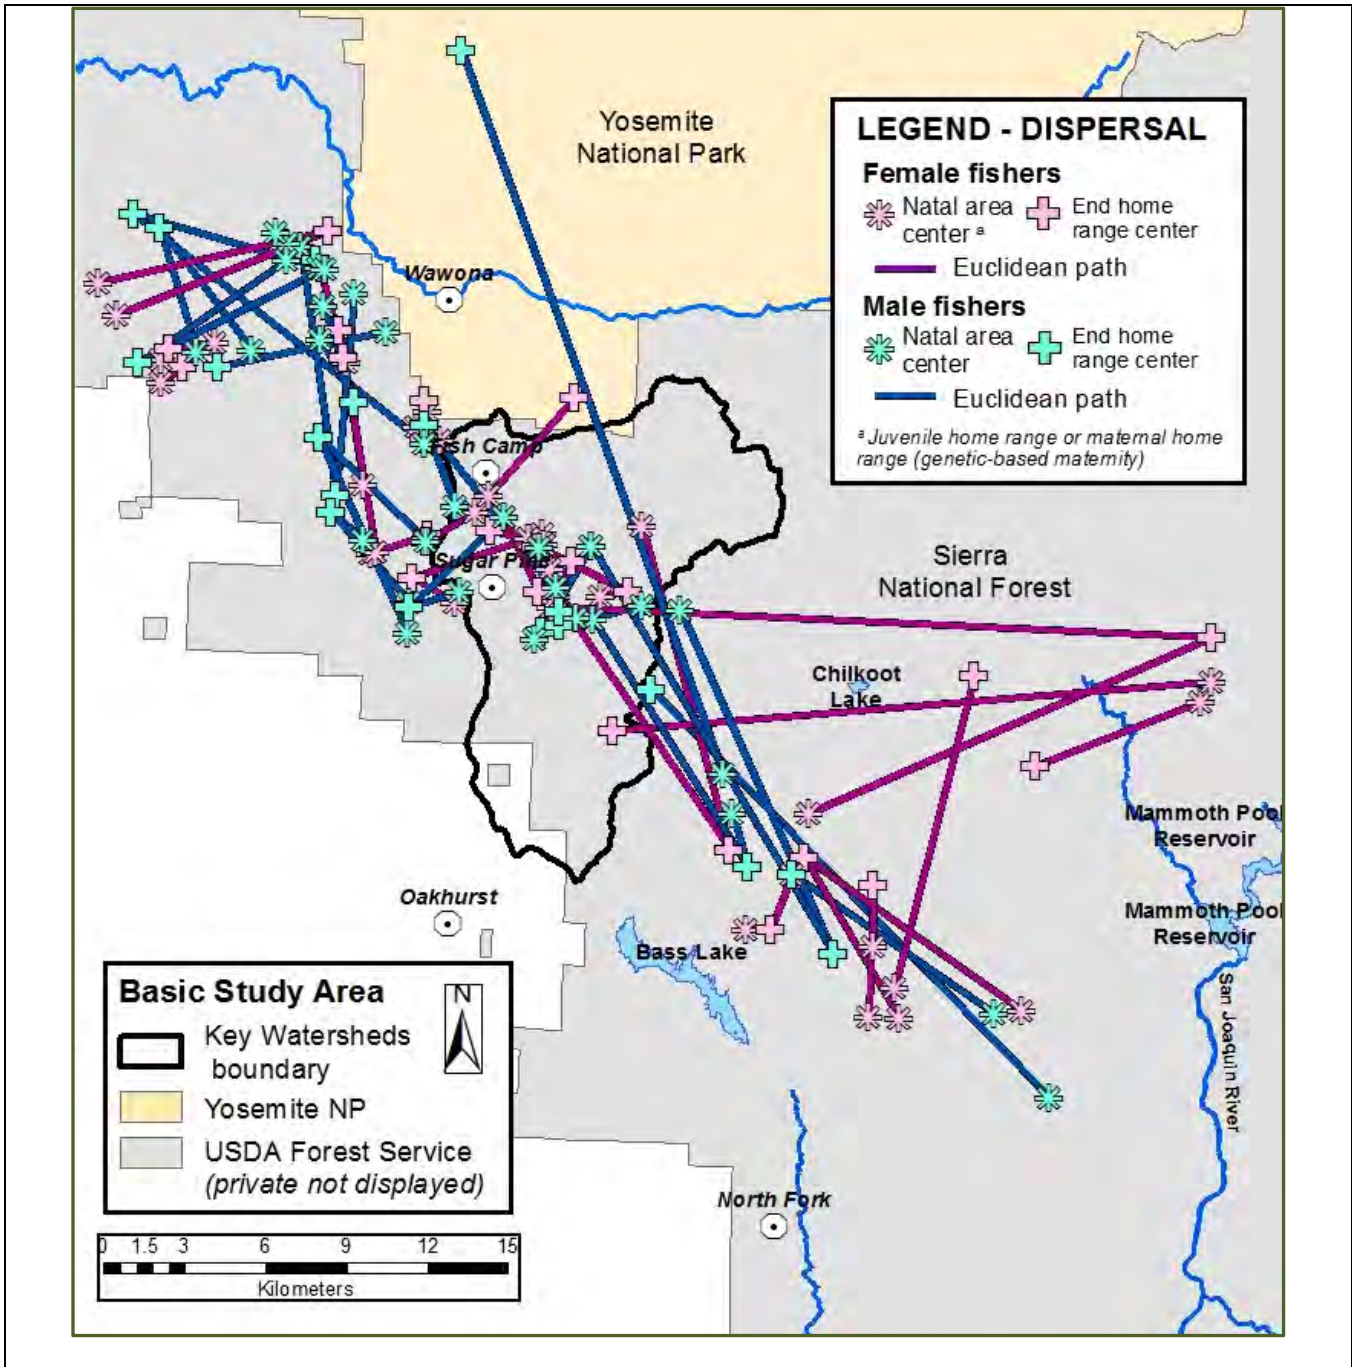 Yosemite
National Park
LEGEND - DISPERSAL
Female fishers
Natal area
center ª
End home
range center
Euclidean path
Male fishers
Natal area
center
End home
range center
Euclidean path
ª Juvenile home range or maternal home
range (genetic-based maternity)
Wawona
Fish Camp
Sugar Pine
Sierra
National Forest
Chilkoot
Lake
Mammoth Pool
Reservoir
Oakhurst
Mammoth Pool
Reservoir
Bass Lake
San Joaquin River
Basic Study Area
N
Key Watersheds
boundary
Yosemite NP
USDA Forest Service
(private not displayed)
North Fork
0 1.5 3 6 9 12 15
Kilometers